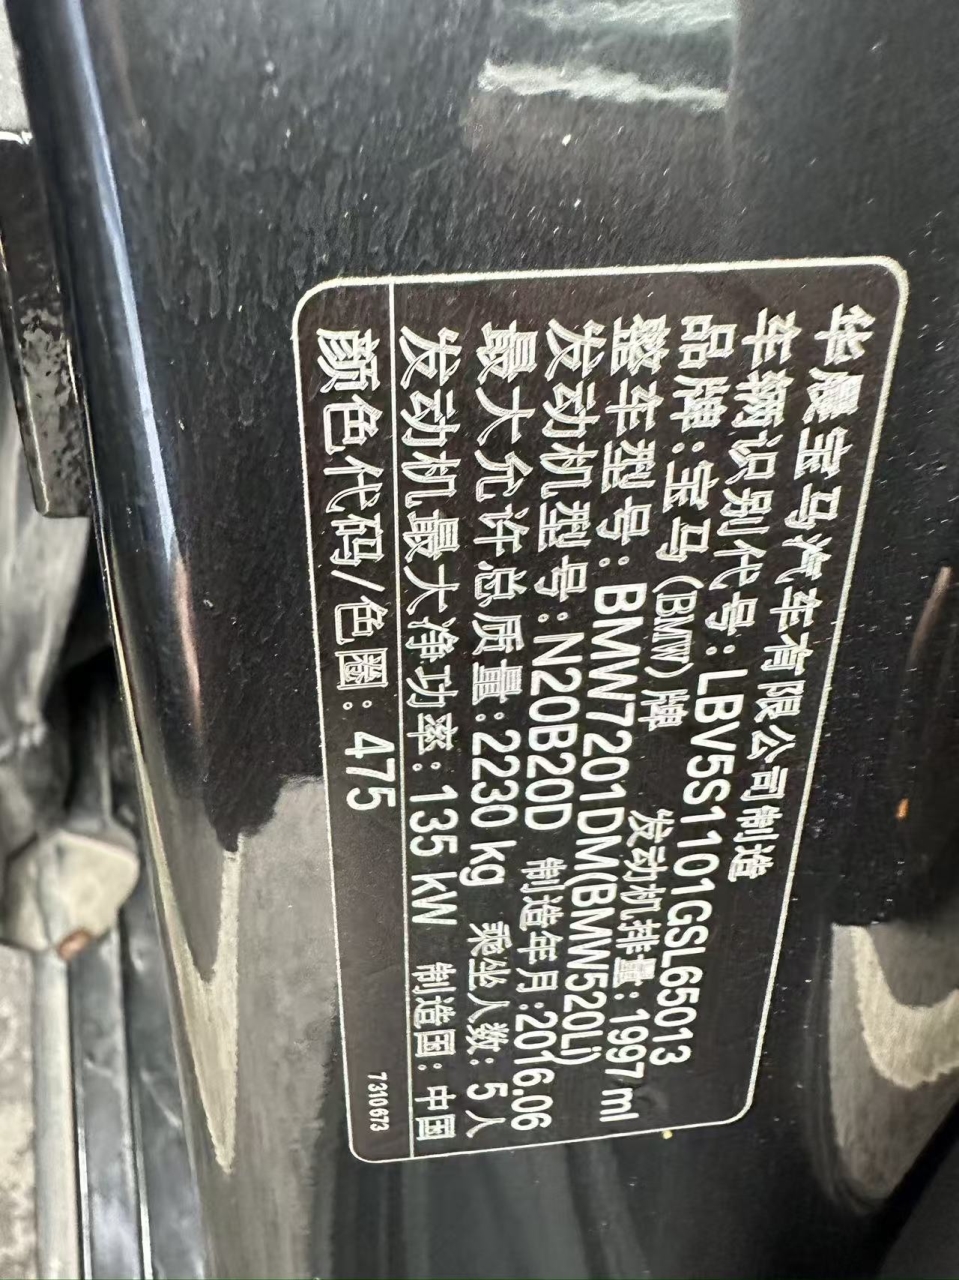 华晨宝马汽车有限公司制造
车辆识别代号：LBV5S1101GSL65013
品牌：宝马（BMW）牌 发动机排量：1997ml
整车型号：BMW7201DM(BMW520Li)
发动机型号：N20B20D 制造年月：2016.06
最大允许总质量：2230kg 乘坐人数：5人
发动机最大净功率：135 kW 制造国：中国
颜色代码/色圈：475
7310673